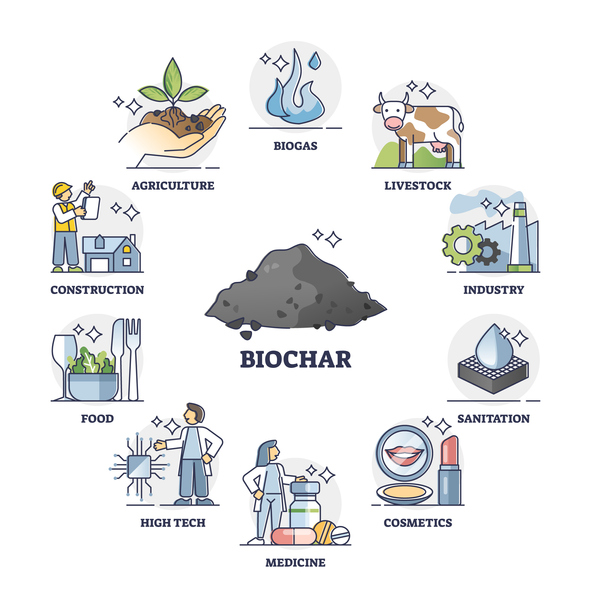 BIOGAS
AGRICULTURE
LIVESTOCK
CONSTRUCTION
INDUSTRY
BIOCHAR
FOOD
SANITATION
HIGH TECH
COSMETICS
MEDICINE